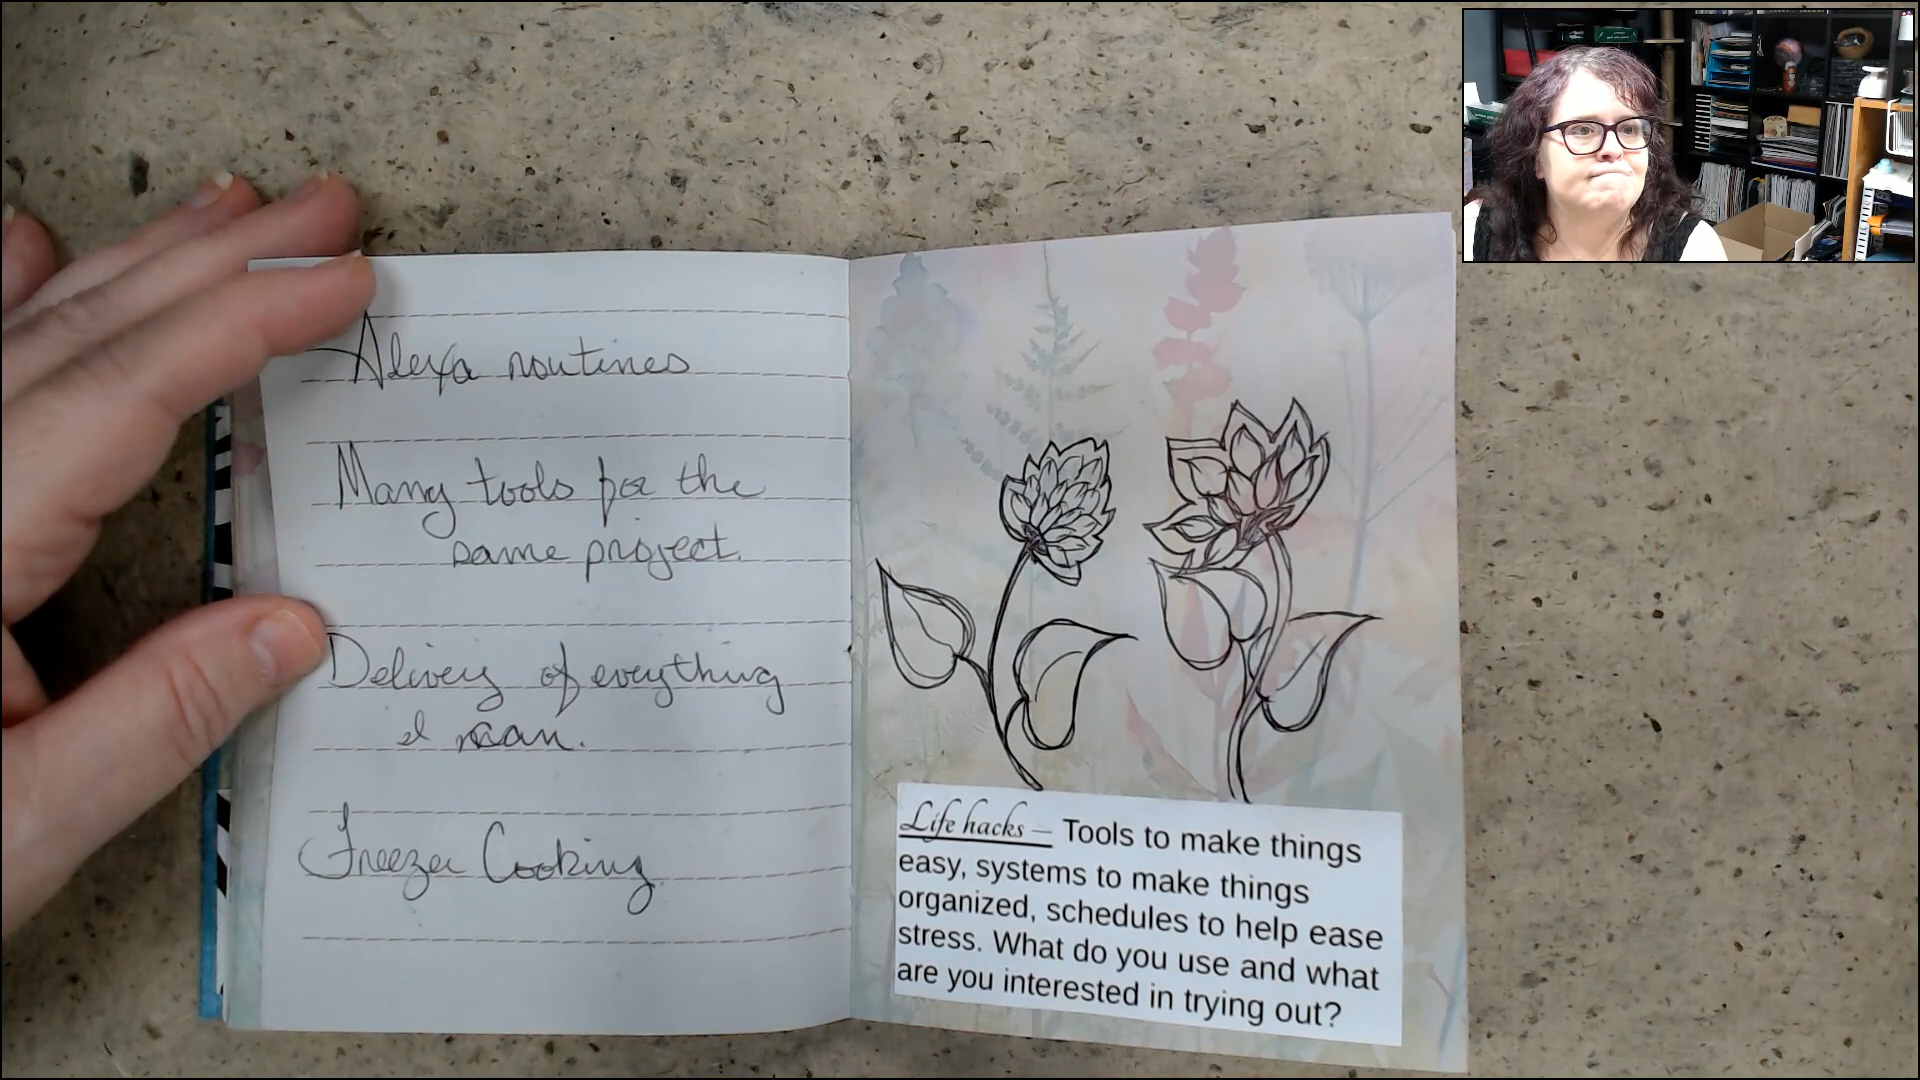 Alexa routines
Many tools for the
same project.
Delivery of everything
I can.
Freezer Cooking
Life hacks – Tools to make things
easy, systems to make things
organized, schedules to help ease
stress. What do you use and what
are you interested in trying out?